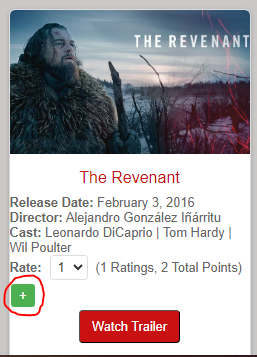 THE REVENANT
The Revenant
Release Date: February 3, 2016
Director: Alejandro González Iñárritu
Cast: Leonardo DiCaprio | Tom Hardy |
Will Poulter
Rate: 1 (1 Ratings, 2 Total Points)
+
Watch Trailer